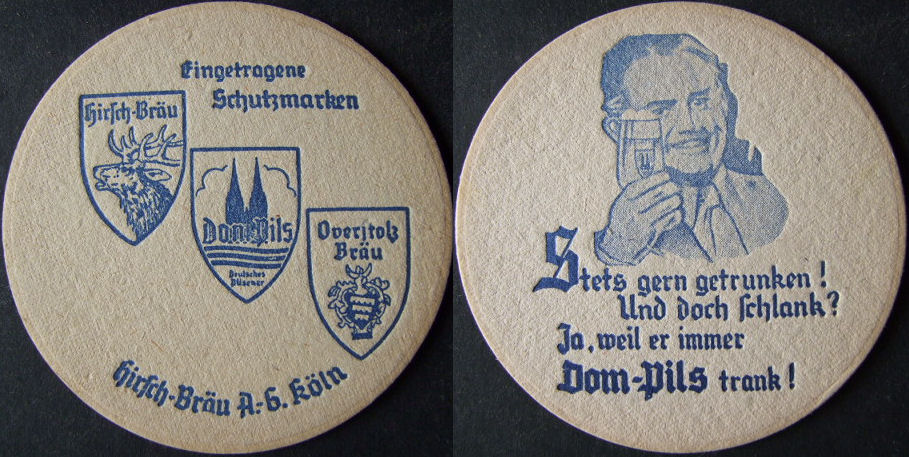 Eingetragene
Schutzmarken
Hirsch-Bräu
Dom-Pils
Deutsches
Pilsener
Overstolz
Bräu
Hirsch-Bräu A.-G. Köln
Stets gern getrunken!
Und doch schlank?
Ja, weil er immer
Dom-Pils trank!